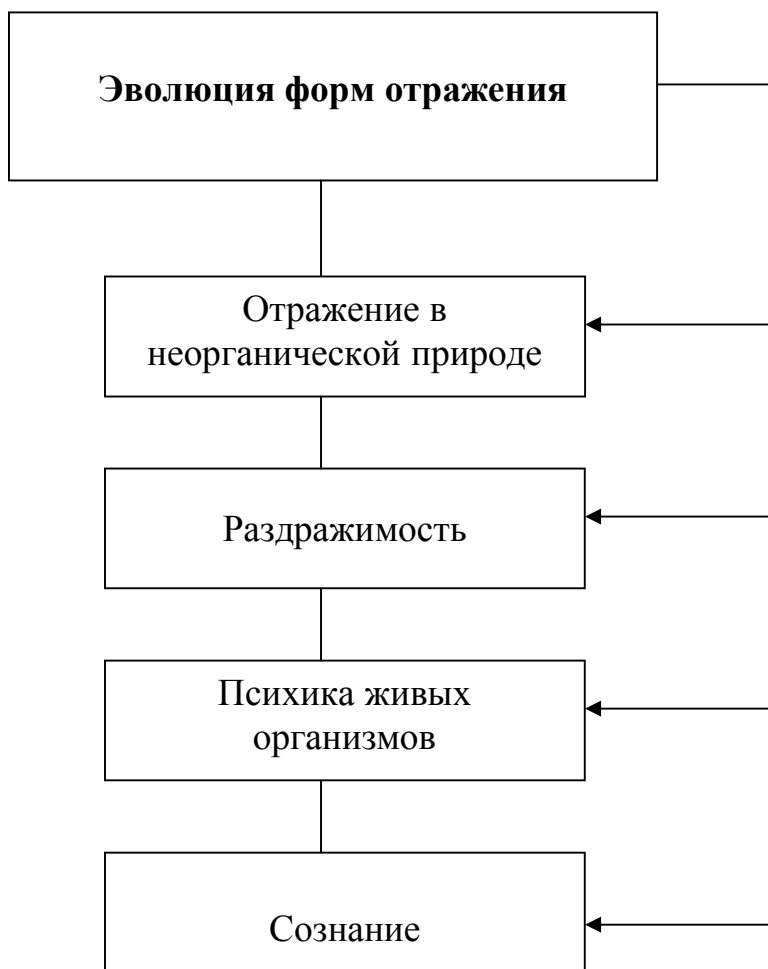 Эволюция форм отражения
Отражение в
неорганической природе
Раздражимость
Психика живых
организмов
Сознание